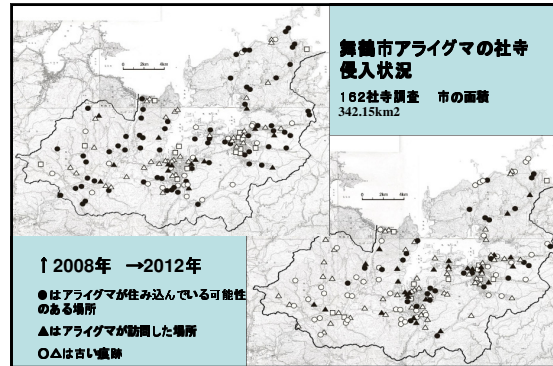 舞鶴市アライグマの社寺
侵入状況
162社寺調査 市の面積
342.15km2
↑2008年 →2012年
●はアライグマが住み込んでいる可能性
のある場所
▲はアライグマが訪問した場所
○△は古い痕跡